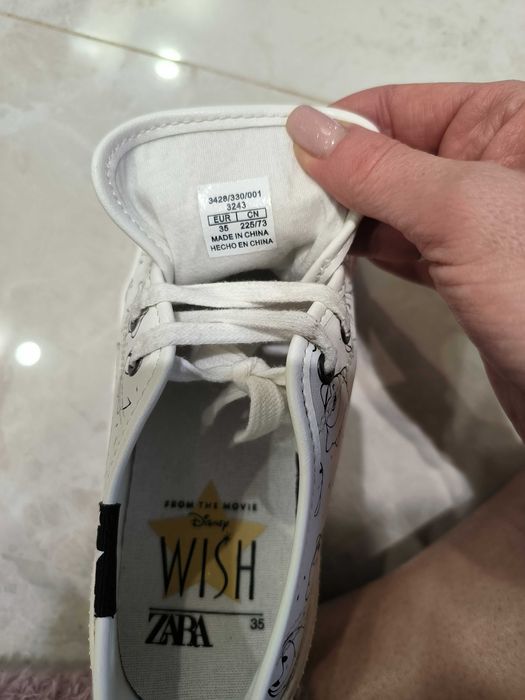 3428/330/001
3243
EUR CN
35 225/73
MADE IN CHINA
HECHO EN CHINA
FROM THE MOVIE
Disney
WISH
ZARA 35